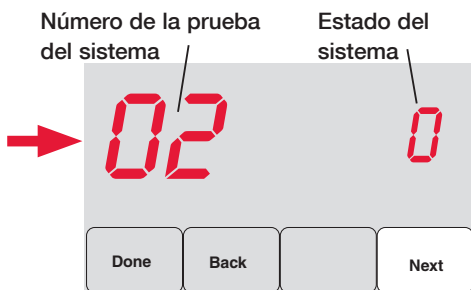 Número de la prueba
del sistema
Estado del
sistema
02
0
Done
Back
Next